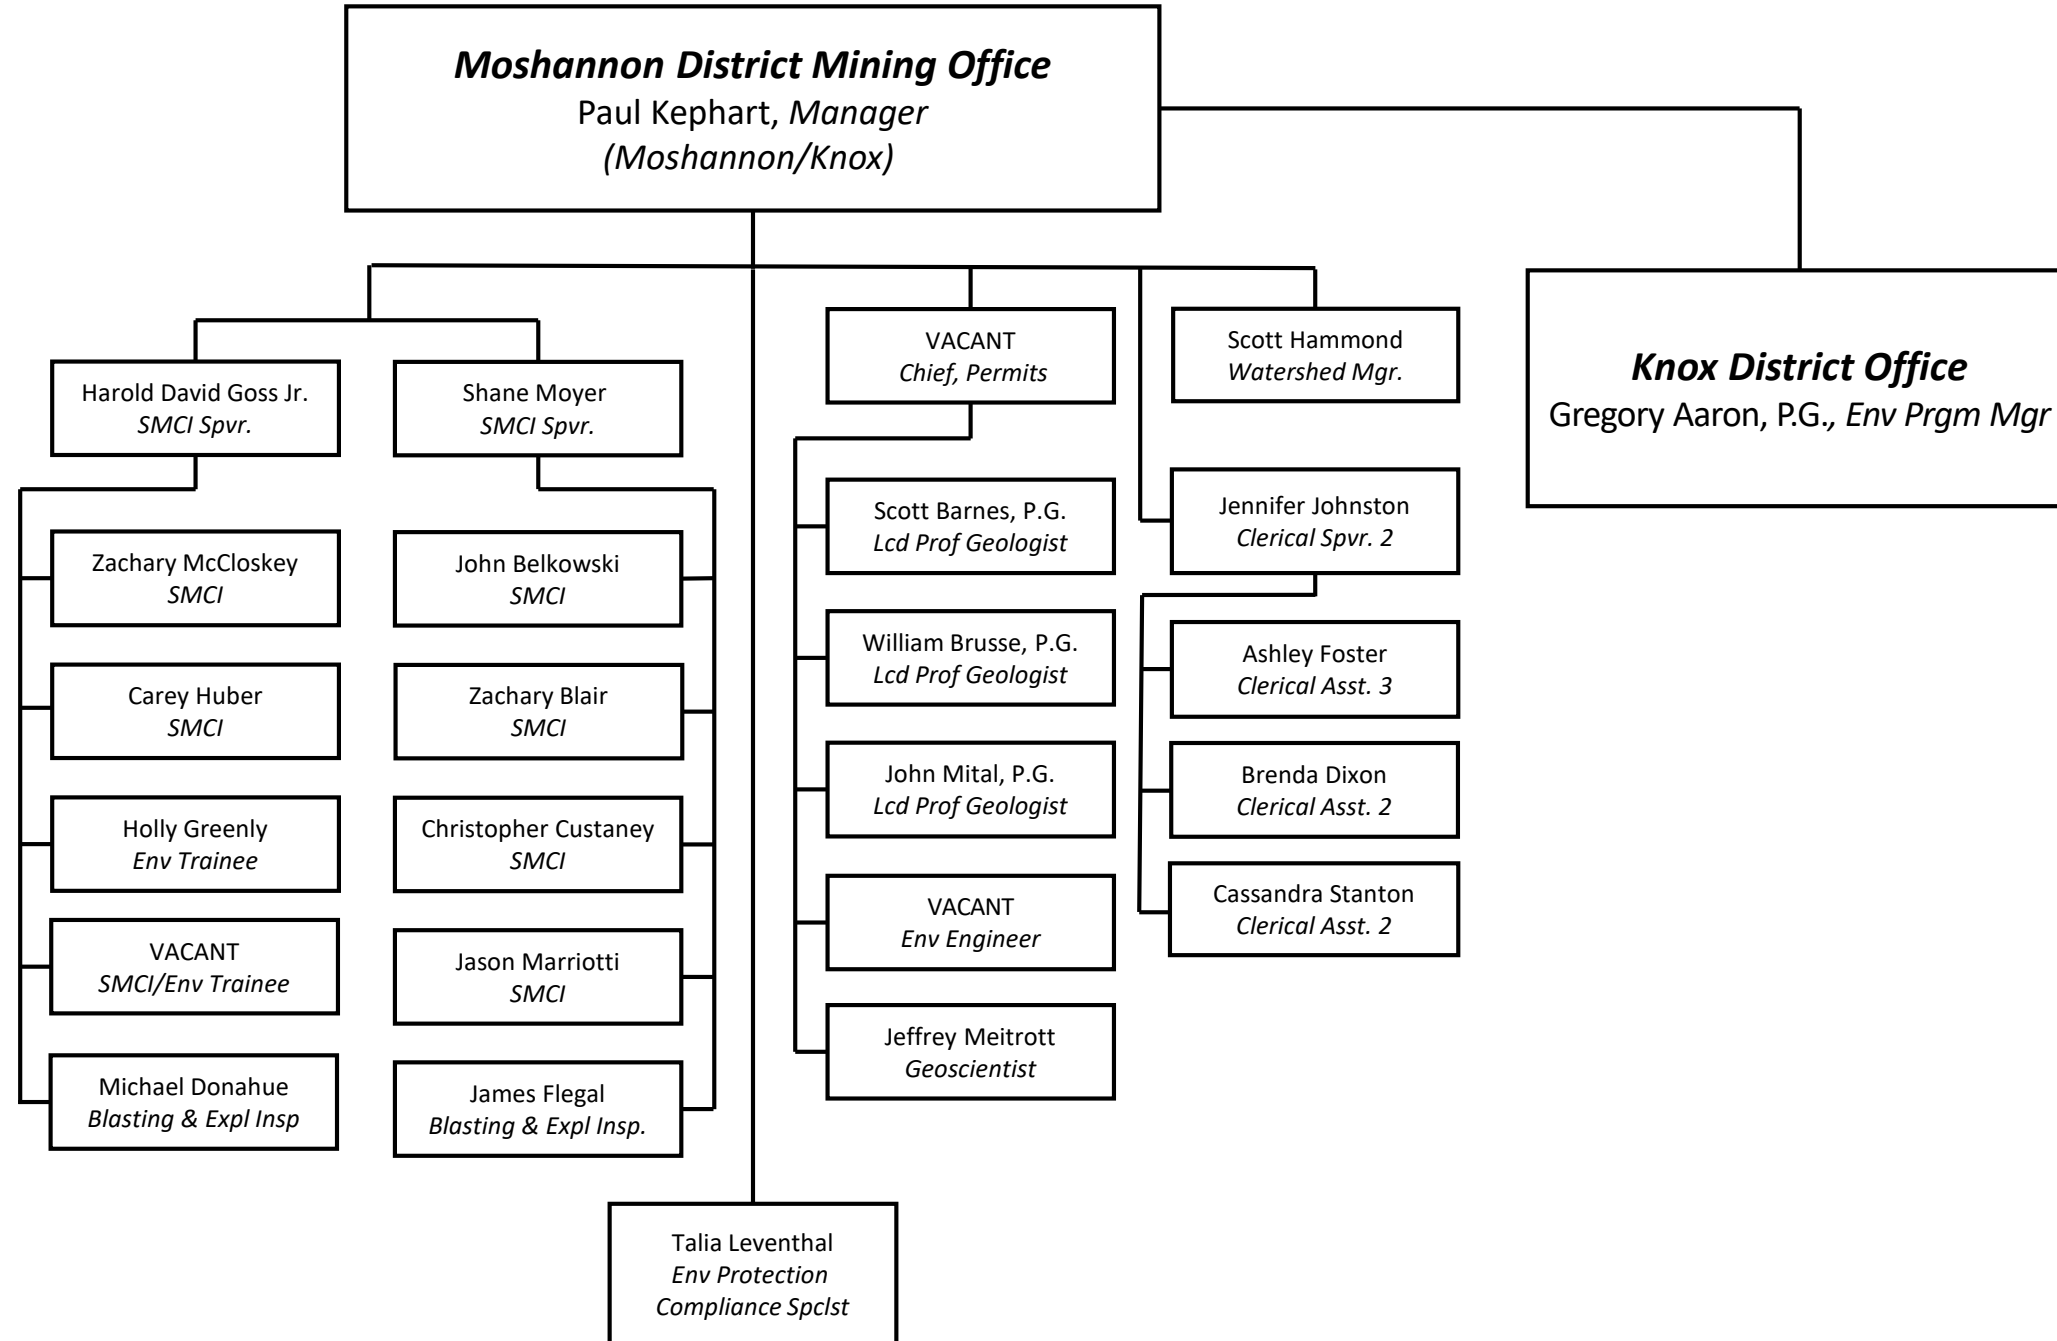 Moshannon District Mining Office
Paul Kephart, Manager
(Moshannon/Knox)
Harold David Goss Jr.
SMCI Spvr.
Zachary McCloskey
SMCI
Carey Huber
SMCI
Holly Greenly
Env Trainee
VACANT
SMCI/Env Trainee
Michael Donahue
Blasting & Expl Insp
Shane Moyer
SMCI Spvr.
John Belkowski
SMCI
Zachary Blair
SMCI
Christopher Custaney
SMCI
Jason Marriotti
SMCI
James Flegal
Blasting & Expl Insp.
Talia Leventhal
Env Protection
Compliance Spclst
VACANT
Chief, Permits
Scott Barnes, P.G.
Lcd Prof Geologist
William Brusse, P.G.
Lcd Prof Geologist
John Mital, P.G.
Lcd Prof Geologist
VACANT
Env Engineer
Jeffrey Meitrott
Geoscientist
Scott Hammond
Watershed Mgr.
Jennifer Johnston
Clerical Spvr. 2
Ashley Foster
Clerical Asst. 3
Brenda Dixon
Clerical Asst. 2
Cassandra Stanton
Clerical Asst. 2
Knox District Office
Gregory Aaron, P.G., Env Prgm Mgr